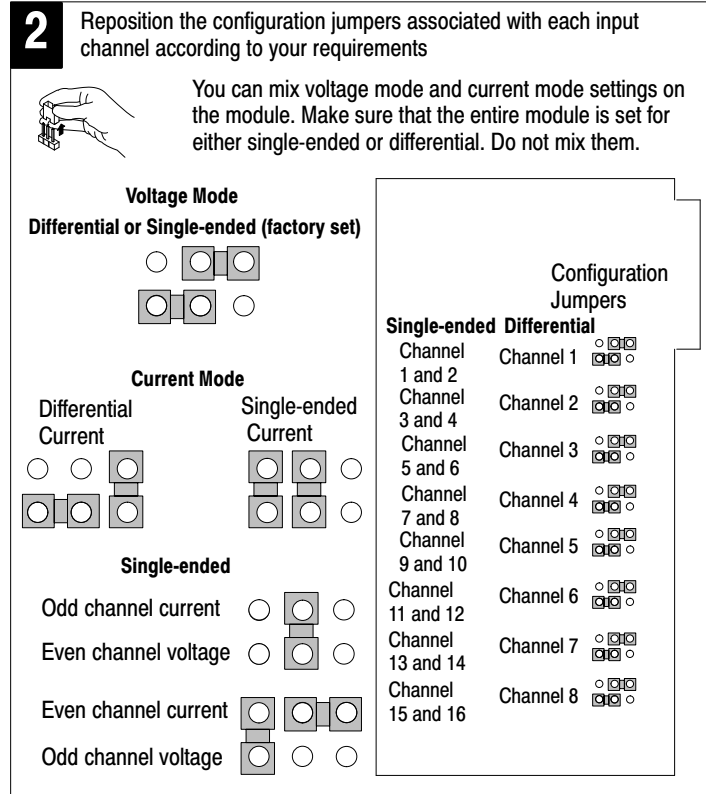 2
Reposition the configuration jumpers associated with each input
channel according to your requirements
You can mix voltage mode and current mode settings on
the module. Make sure that the entire module is set for
either single-ended or differential. Do not mix them.
Voltage Mode
Differential or Single-ended (factory set)
Current Mode
Differential
Current
Single-ended
Current
Single-ended
Odd channel current
Even channel voltage
Even channel current
Odd channel voltage
Configuration
Jumpers
Single-ended Differential
Channel
1 and 2
Channel 1
Channel
3 and 4
Channel 2
Channel
5 and 6
Channel 3
Channel
7 and 8
Channel 4
Channel
9 and 10
Channel 5
Channel
11 and 12
Channel 6
Channel
13 and 14
Channel 7
Channel
15 and 16
Channel 8